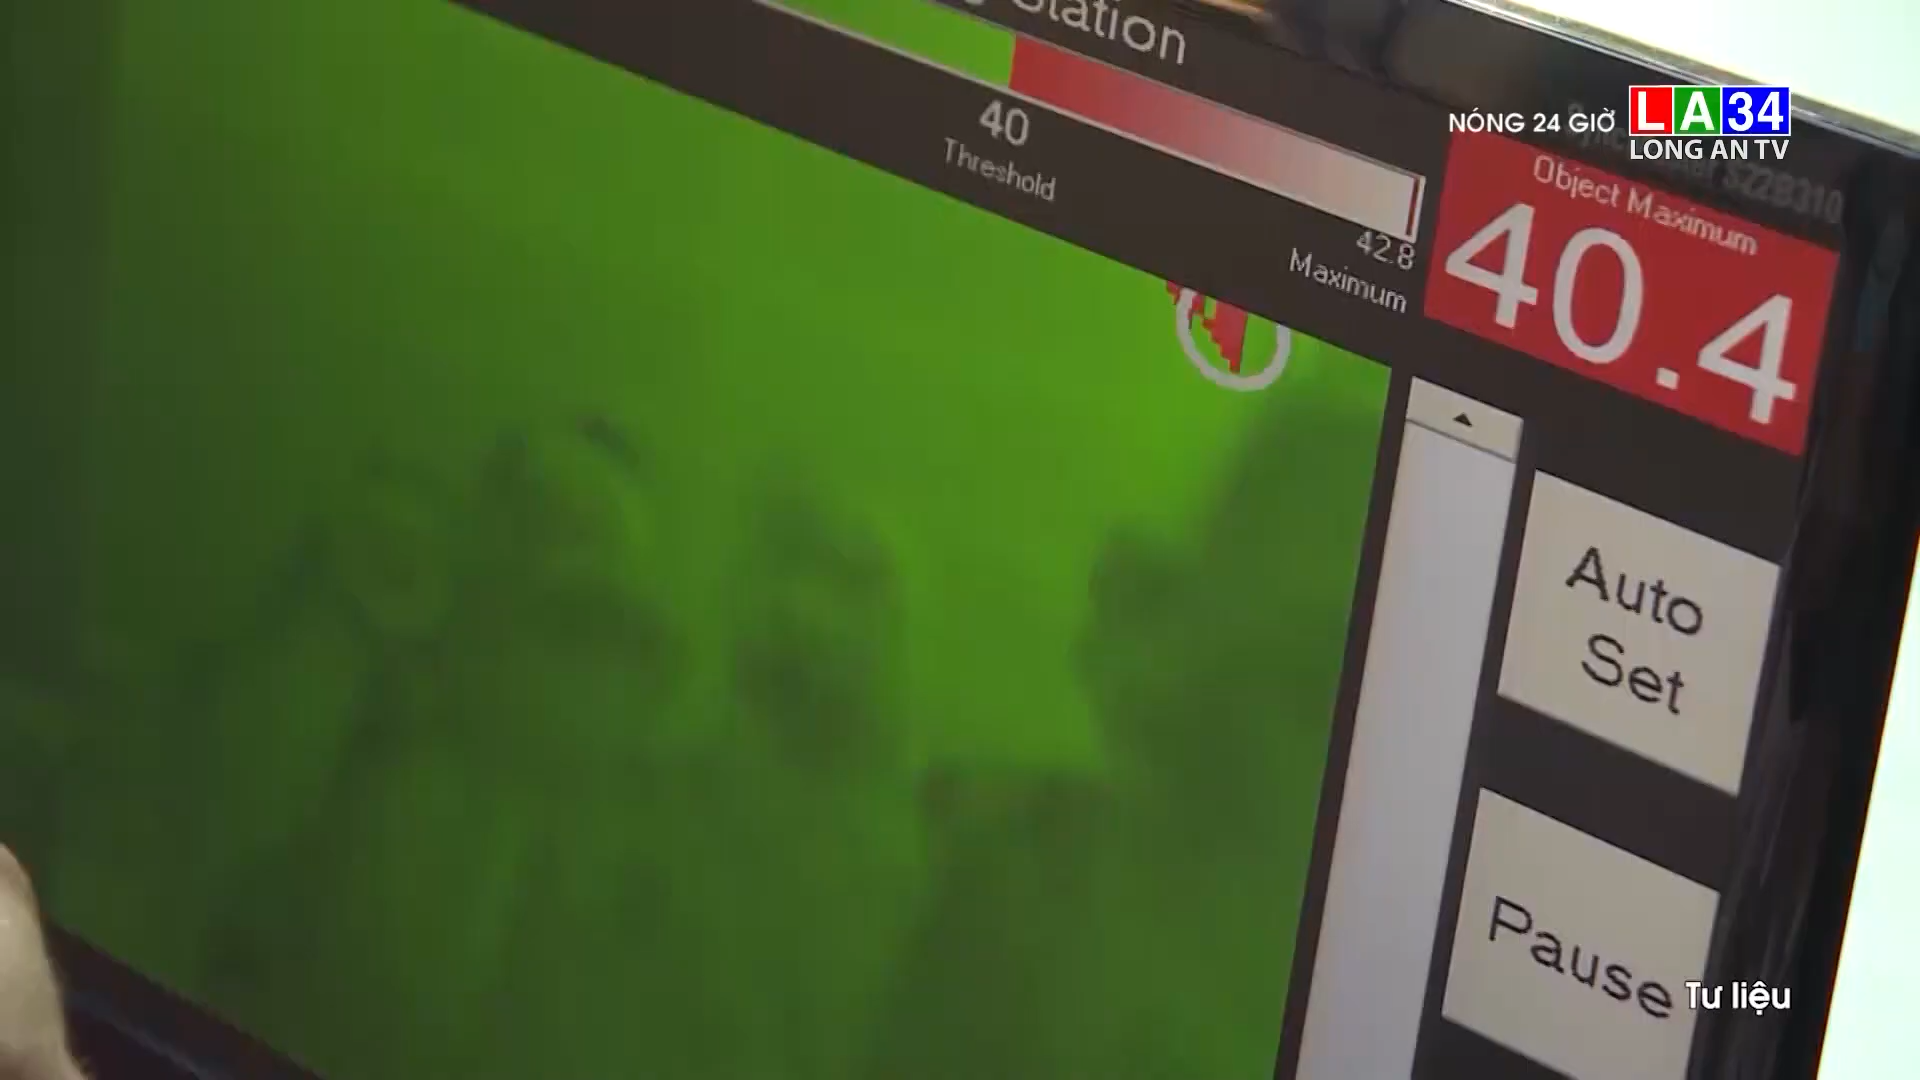 Station
40
Threshold
42.8
Maximum
NÓNG 24 GIỜ
LA34
LONG AN TV
S22B310
Object Maximum
40.4
Auto
Set
Pause
Tư liệu